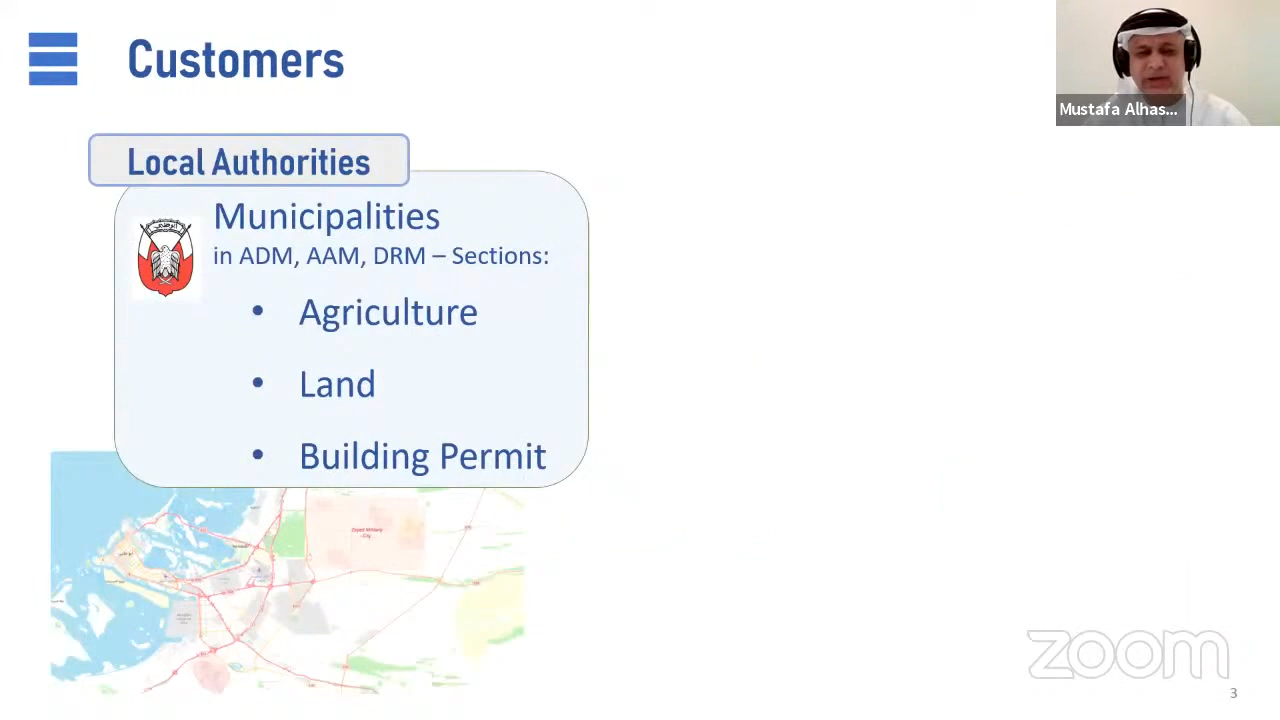 Customers
Mustafa Alhas...
Local Authorities
Municipalities
in ADM, AAM, DRM – Sections:
• Agriculture
• Land
• Building Permit
zoom
3